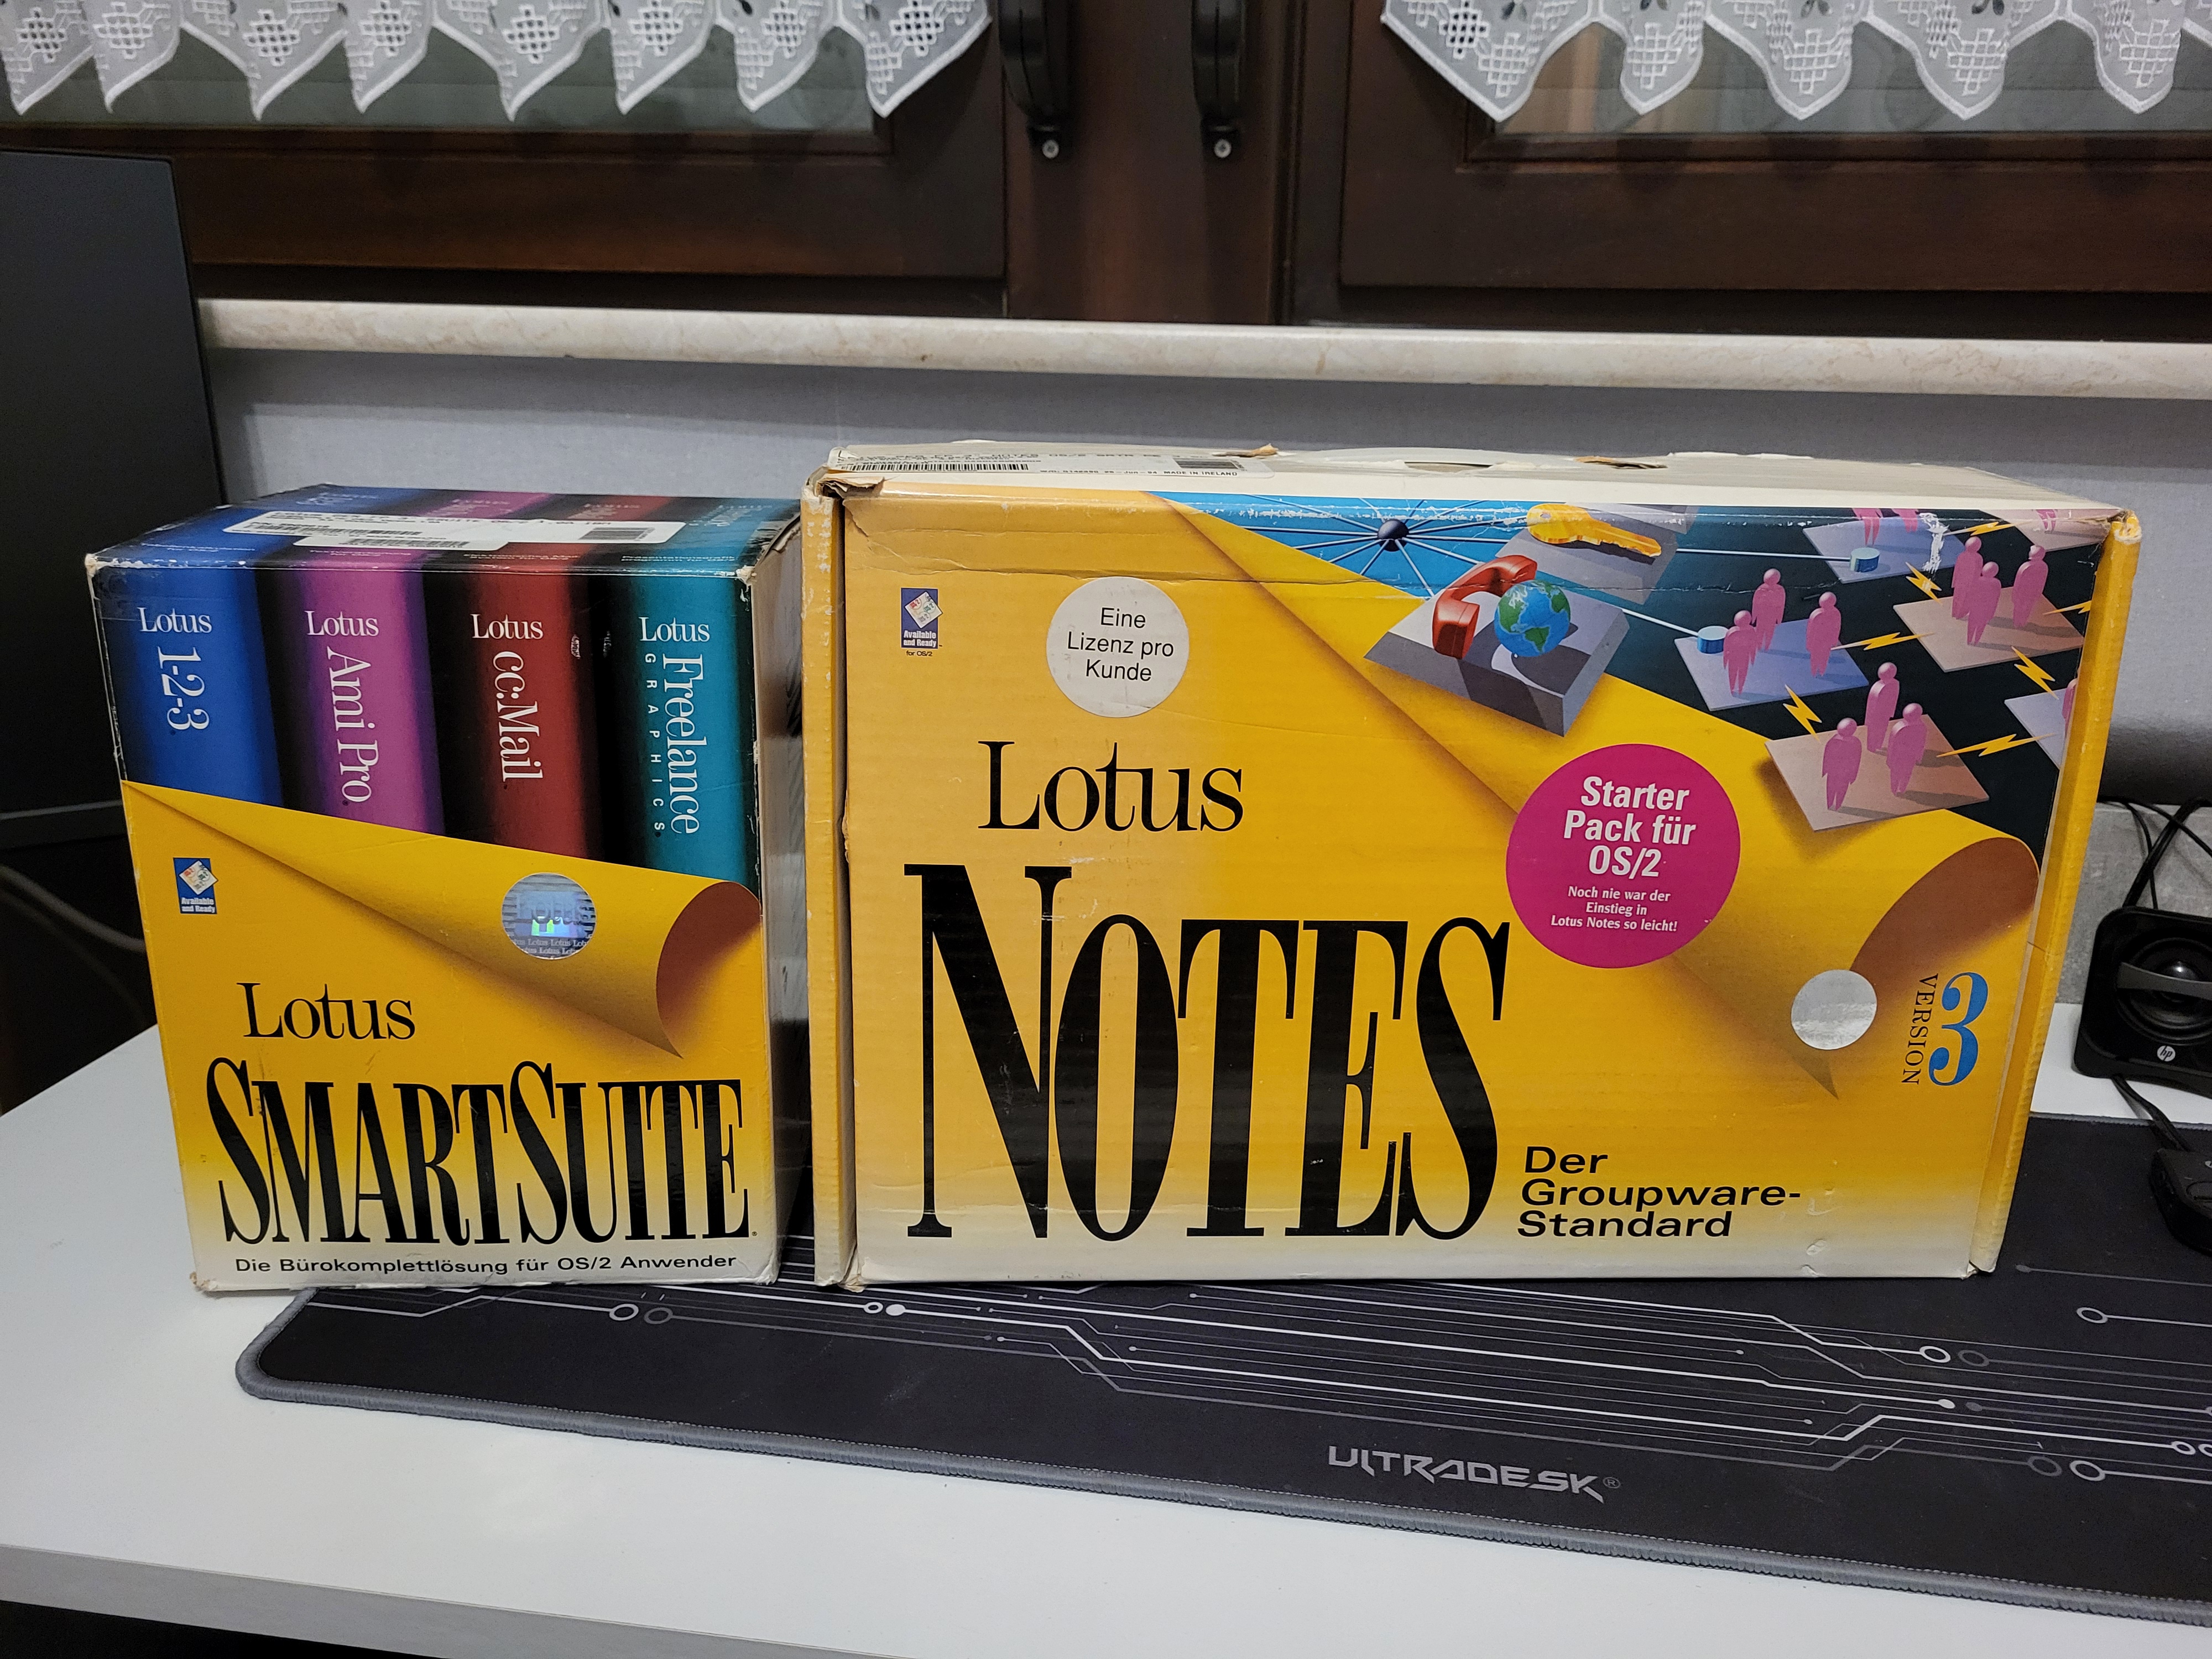 Lotus
1-2-3
Lotus
Ami Pro
Lotus
cc:Mail
Lotus
Freelance
GRAPHICS
Available
and Ready
Lotus
Lotus
SMARTSUITE
Die Bürokomplettlösung für OS/2 Anwender
MADE IN IRELAND
Available
and Ready
for OS/2
Eine
Lizenz pro
Kunde
Lotus
NOTES
Starter
Pack für
OS/2
Noch nie war der
Einstieg in
Lotus Notes so leicht!
VERSION
3
Der
Groupware-
Standard
hp
ULTRADESK®